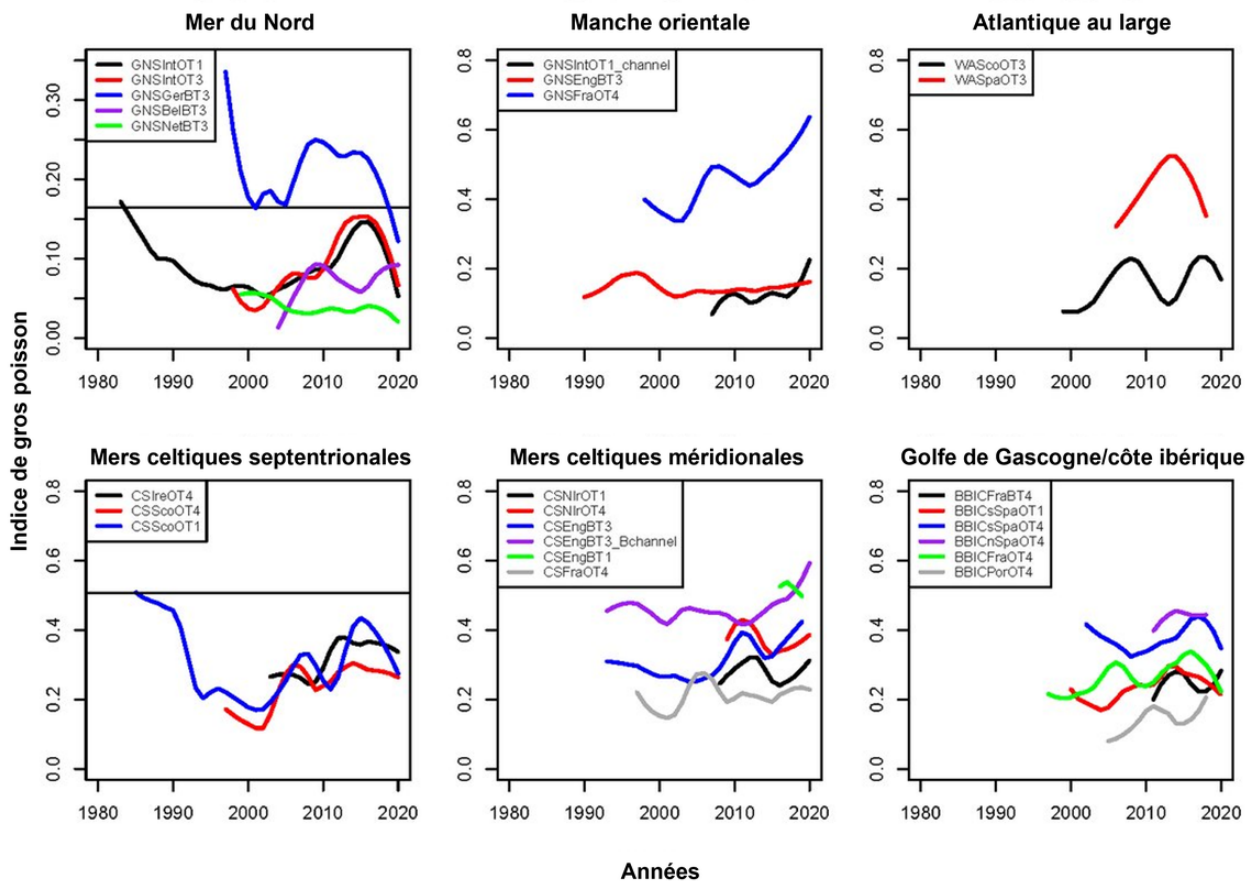 Mer du Nord
GNSIntOT1
GNSIntOT3
GNSGerBT3
GNSBelBT3
GNSNetBT3
0.30
0.20
0.10
0.00
1980 1990 2000 2010 2020
Manche orientale
GNSIntOT1_channel
GNSEngBT3
GNSFraOT4
0.8
0.6
0.4
0.2
0.0
1980 1990 2000 2010 2020
Atlantique au large
WAScoOT3
WASpaOT3
0.8
0.6
0.4
0.2
0.0
1980 1990 2000 2010 2020
Indice de gros poisson
Mers celtiques septentrionales
CSIreOT4
CSScoOT4
CSScoOT1
0.8
0.6
0.4
0.2
0.0
1980 1990 2000 2010 2020
Mers celtiques méridionales
CSNIrOT1
CSNIrOT4
CSEngBT3
CSEngBT3_Bchannel
CSEngBT1
CSFraOT4
0.8
0.6
0.4
0.2
0.0
1980 1990 2000 2010 2020
Golfe de Gascogne/côte ibérique
BBICFraBT4
BBICsSpaOT1
BBICsSpaOT4
BBICnSpaOT4
BBICFraOT4
BBICPorOT4
0.8
0.6
0.4
0.2
0.0
1980 1990 2000 2010 2020
Années